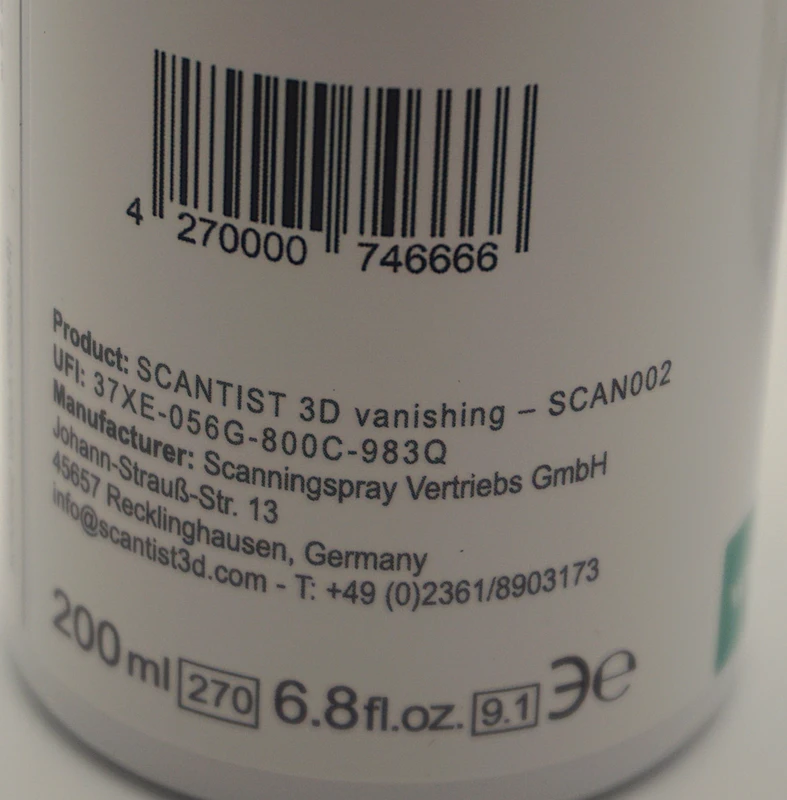 4 270000 746666
Product: SCANTIST 3D vanishing – SCAN002
UFI: 37XE-056G-800C-983Q
Manufacturer: Scanningspray Vertriebs GmbH
Johann-Strauß-Str. 13
45657 Recklinghausen, Germany
info@scantist3d.com - T: +49 (0)2361/8903173
200 ml 270 6.8 fl.oz. 9.1 ℮